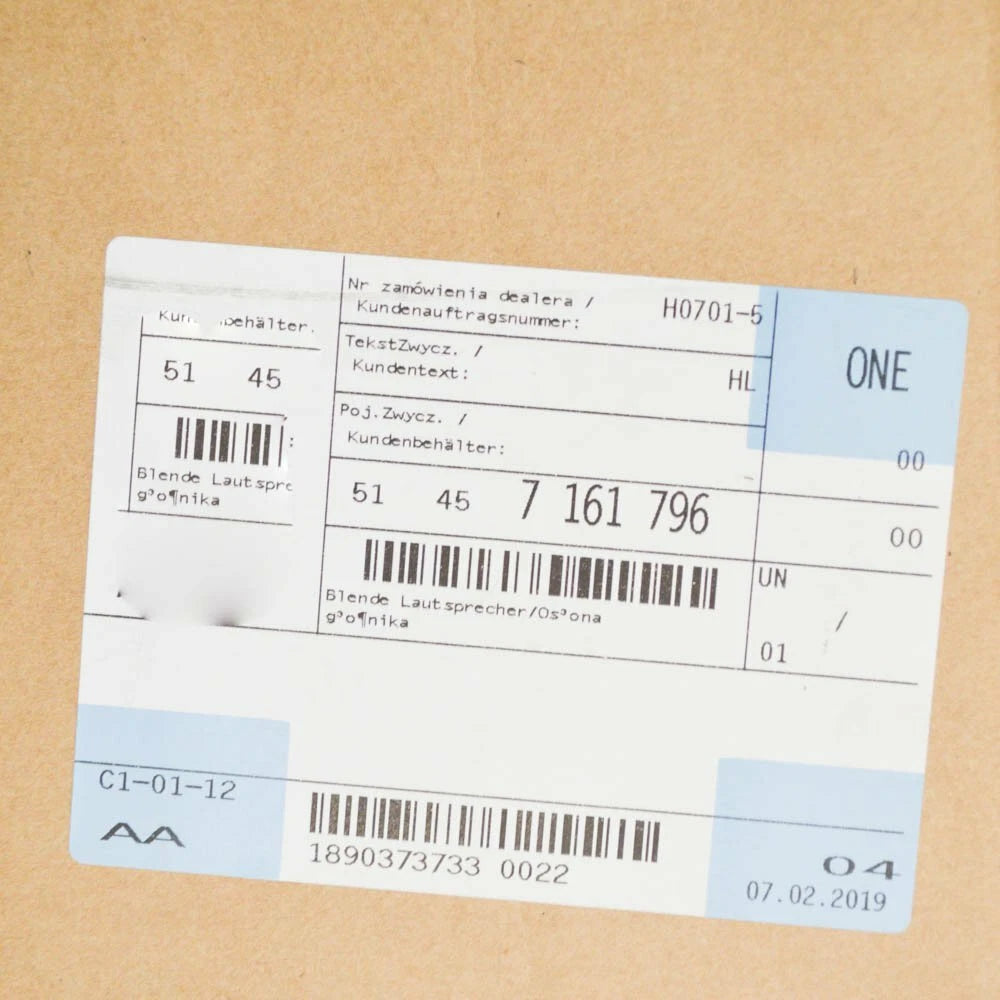 Nr zamówienia dealera /
Kundenauftragsnummer: H0701-5
TekstZwycz. /
Kundentext: HL
Poj.Zwycz. /
Kundenbehälter:
51 45 7 161 796
Blende Lautsprecher/Os³ona
g³o¶nika
behälter.
51 45
:
Blende Lautspre
g³o¶nika
ONE
00
00
UN
/
01
C1-01-12
AA
1890373733 0022
04
07.02.2019